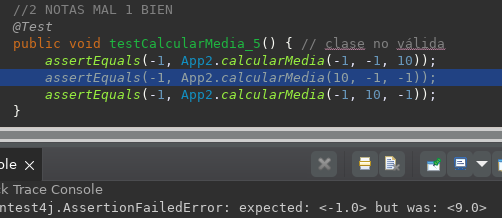 //2 NOTAS MAL 1 BIEN
@Test
public void testCalcularMedia_5() { // clase no válida
assertEquals(-1, App2.calcularMedia(-1, -1, 10));
assertEquals(-1, App2.calcularMedia(10, -1, -1));
assertEquals(-1, App2.calcularMedia(-1, 10, -1));
}
ole ×
ck Trace Console
ntest4j.AssertionFailedError: expected: <-1.0> but was: <9.0>